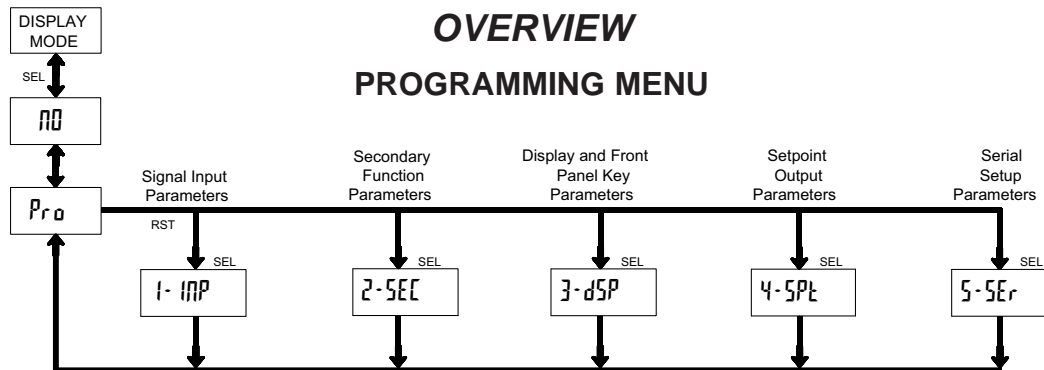 OVERVIEW
PROGRAMMING MENU
DISPLAY
MODE
SEL
NO
Pro
RST
Signal Input
Parameters
SEL
1-INP
Secondary
Function
Parameters
SEL
2-SEC
Display and Front
Panel Key
Parameters
SEL
3-dSP
Setpoint
Output
Parameters
SEL
4-SPt
Serial
Setup
Parameters
SEL
5-SEr